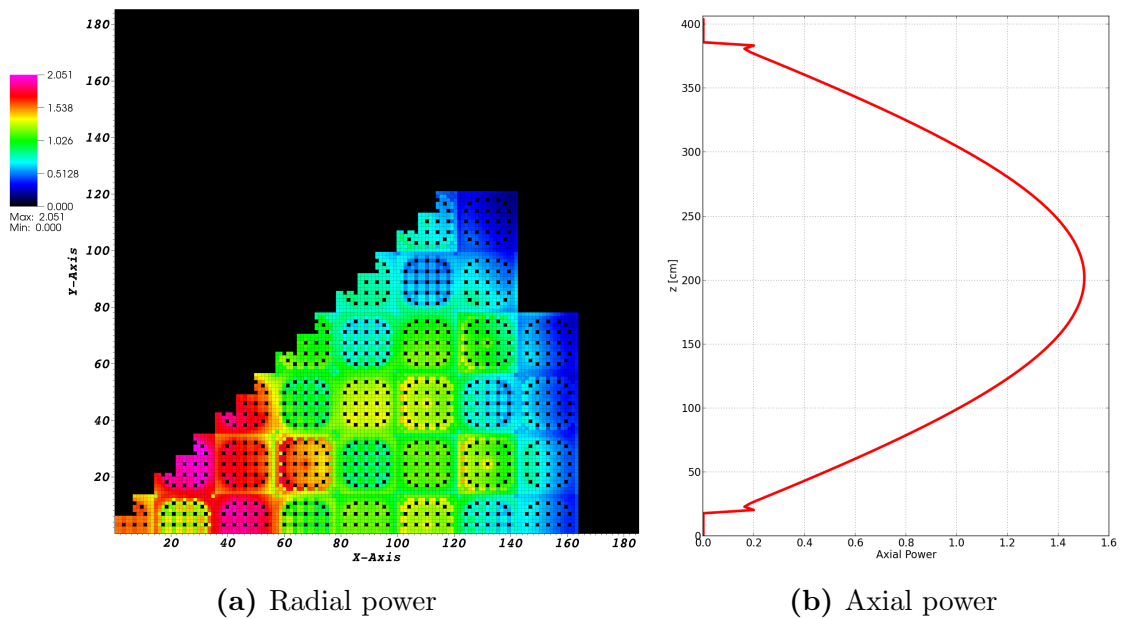 180
160
140
120
100
80
60
40
20
Y-Axis
2.051
1.538
1.026
0.5128
0.000
Max: 2.051
Min: 0.000
20 40 60 80 100 120 140 160 180
X-Axis
400
350
300
250
200
150
100
50
0
z [cm]
0.0 0.2 0.4 0.6 0.8 1.0 1.2 1.4 1.6
Axial Power
(a) Radial power
(b) Axial power